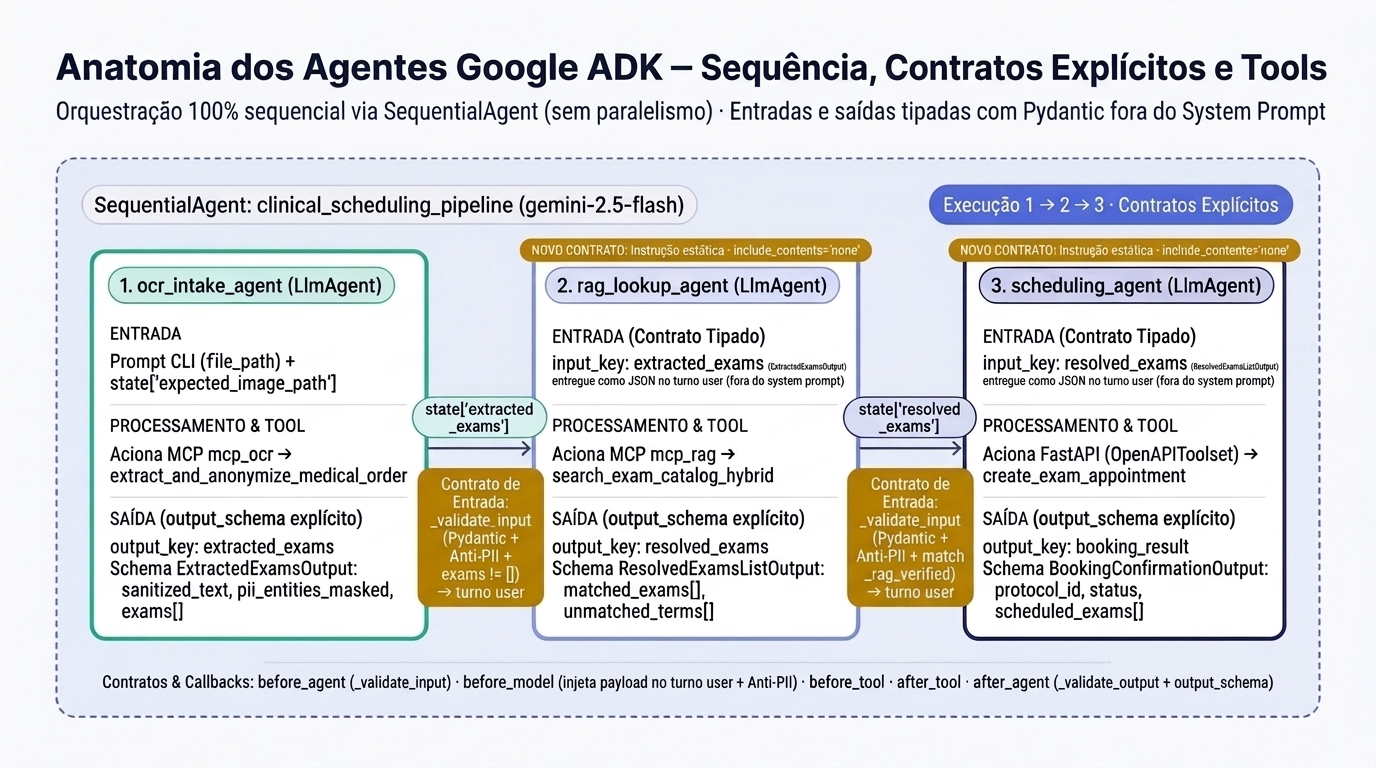 Anatomia dos Agentes Google ADK – Sequência, Contratos Explícitos e Tools
Orquestração 100% sequencial via SequentialAgent (sem paralelismo) · Entradas e saídas tipadas com Pydantic fora do System Prompt
SequentialAgent: clinical_scheduling_pipeline (gemini-2.5-flash)
Execução 1 → 2 → 3 · Contratos Explícitos
1. ocr_intake_agent (LlmAgent)
ENTRADA
Prompt CLI (file_path) +
state['expected_image_path']
PROCESSAMENTO & TOOL
Aciona MCP mcp_ocr →
extract_and_anonymize_medical_order
SAÍDA (output_schema explícito)
output_key: extracted_exams
Schema ExtractedExamsOutput:
sanitized_text, pii_entities_masked,
exams[]
state['extracted
_exams']
Contrato de
Entrada:
_validate_input
(Pydantic +
Anti-PII +
exams != [])
→ turno user
NOVO CONTRATO: Instrução estática · include_contents='none'
2. rag_lookup_agent (LlmAgent)
ENTRADA (Contrato Tipado)
input_key: extracted_exams (ExtractsdExamsOutput)
entregue como JSON no turno user (fora do system prompt)
PROCESSAMENTO & TOOL
Aciona MCP mcp_rag →
search_exam_catalog_hybrid
SAÍDA (output_schema explícito)
output_key: resolved_exams
Schema ResolvedExamsListOutput:
matched_exams[],
unmatched_terms[]
state['resolved
_exams']
Contrato de
Entrada:
_validate_input
(Pydantic +
Anti-PII + match
_rag_verified)
→ turno user
NOVO CONTRATO: Instrução estática · include_contente='none'
3. scheduling_agent (LlmAgent)
ENTRADA (Contrato Tipado)
input_key: resolved_exams (ResolvedExamsLiztOutput)
entregue como JSON no turno user (fora do system prompt)
PROCESSAMENTO & TOOL
Aciona FastAPI (OpenAPIToolset) →
create_exam_appointment
SAÍDA (output_schema explícito)
output_key: booking_result
Schema BookingConfirmationOutput:
protocol_id, status,
scheduled_exams[]
Contratos & Callbacks: before_agent (_validate_input) · before_model (injeta payload no turno user + Anti-PII) · before_tool · after_tool · after_agent (_validate_output + output_schema)